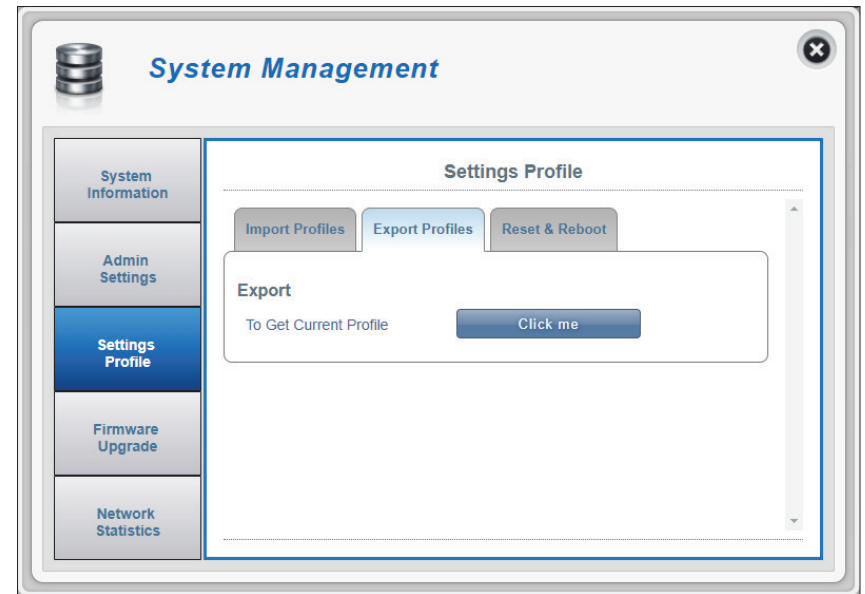 System Management
System
Information
Admin
Settings
Settings
Profile
Firmware
Upgrade
Network
Statistics
Settings Profile
Import Profiles Export Profiles Reset & Reboot
Export
To Get Current Profile Click me